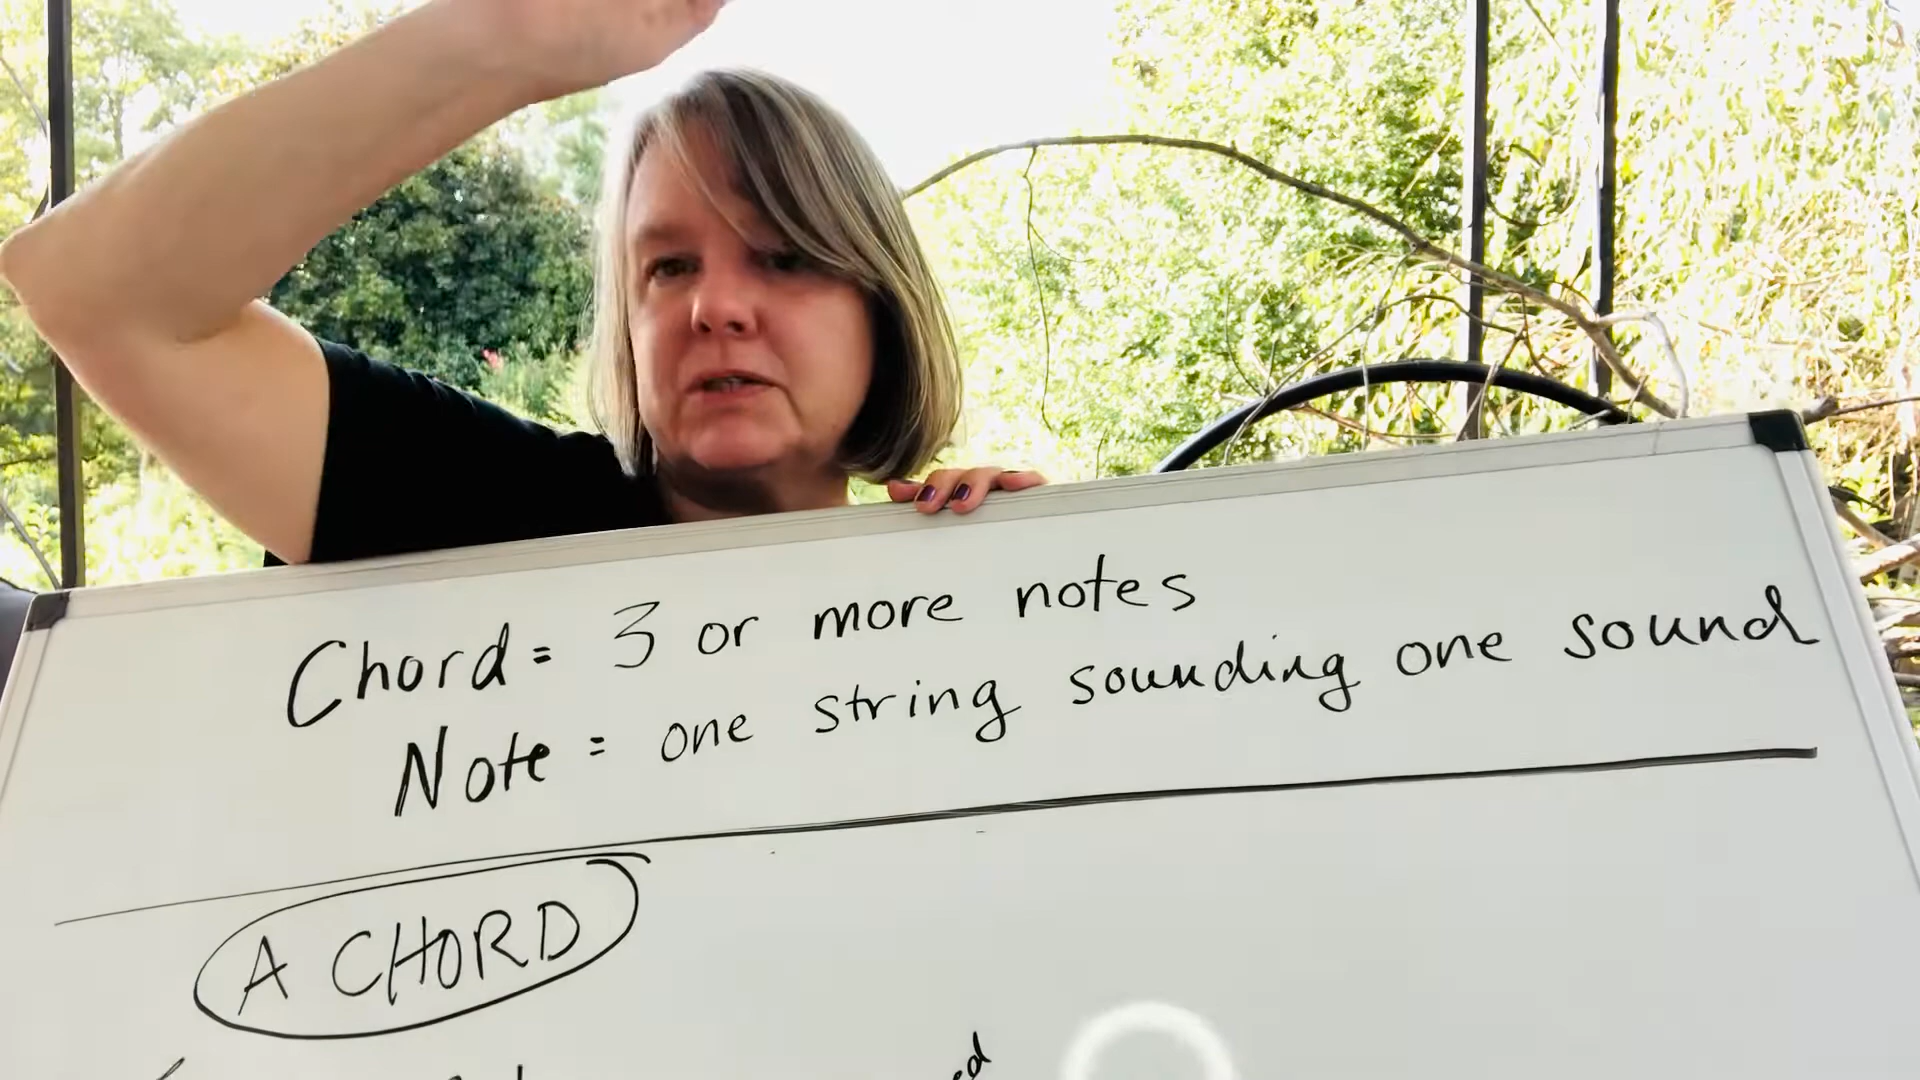 Chord = 3 or more notes
Note = one string sounding one sound
A CHORD